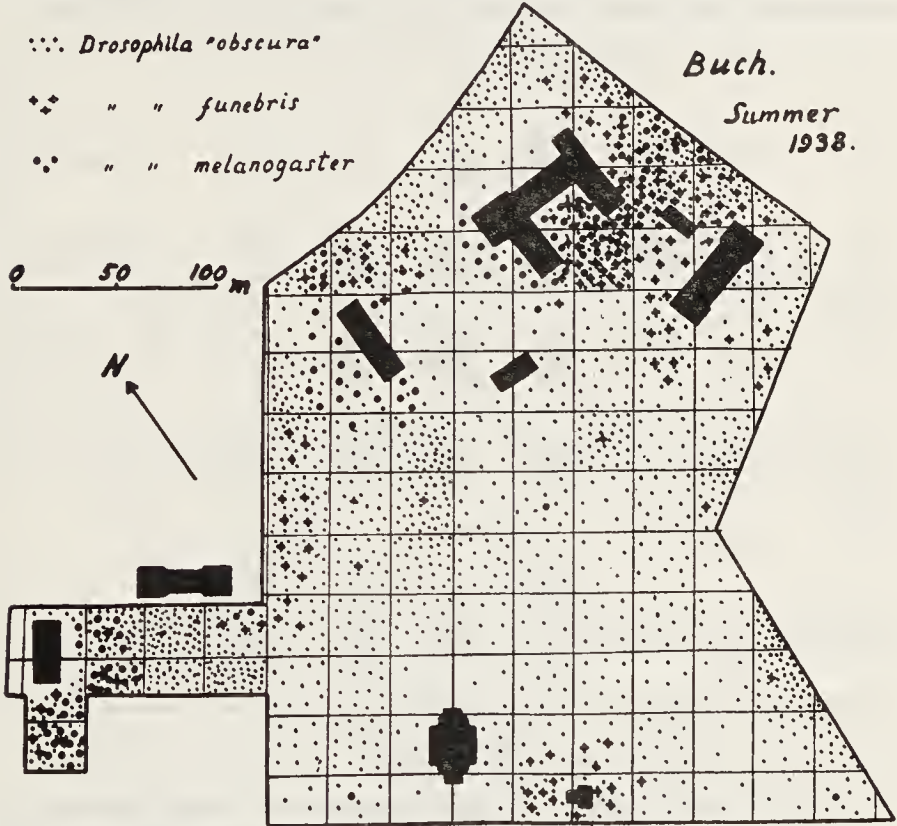 Drosophila "obscura"
" " funebris
" " melanogaster
Buch.
Summer
1938.
0 50 100 m
N